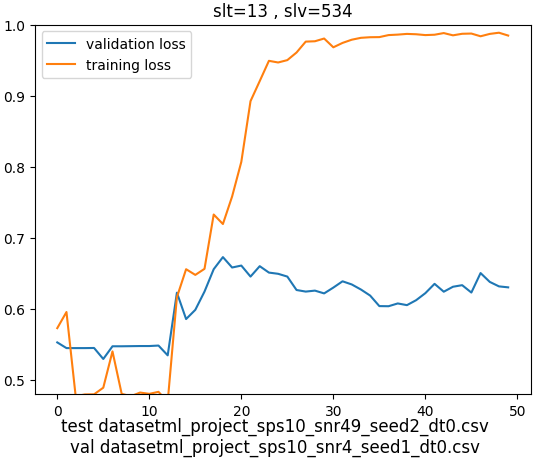 slt=13 , slv=534
validation loss
training loss
1.0
0.9
0.8
0.7
0.6
0.5
0 10 20 30 40 50
test datasetml_project_sps10_snr49_seed2_dt0.csv
val datasetml_project_sps10_snr4_seed1_dt0.csv